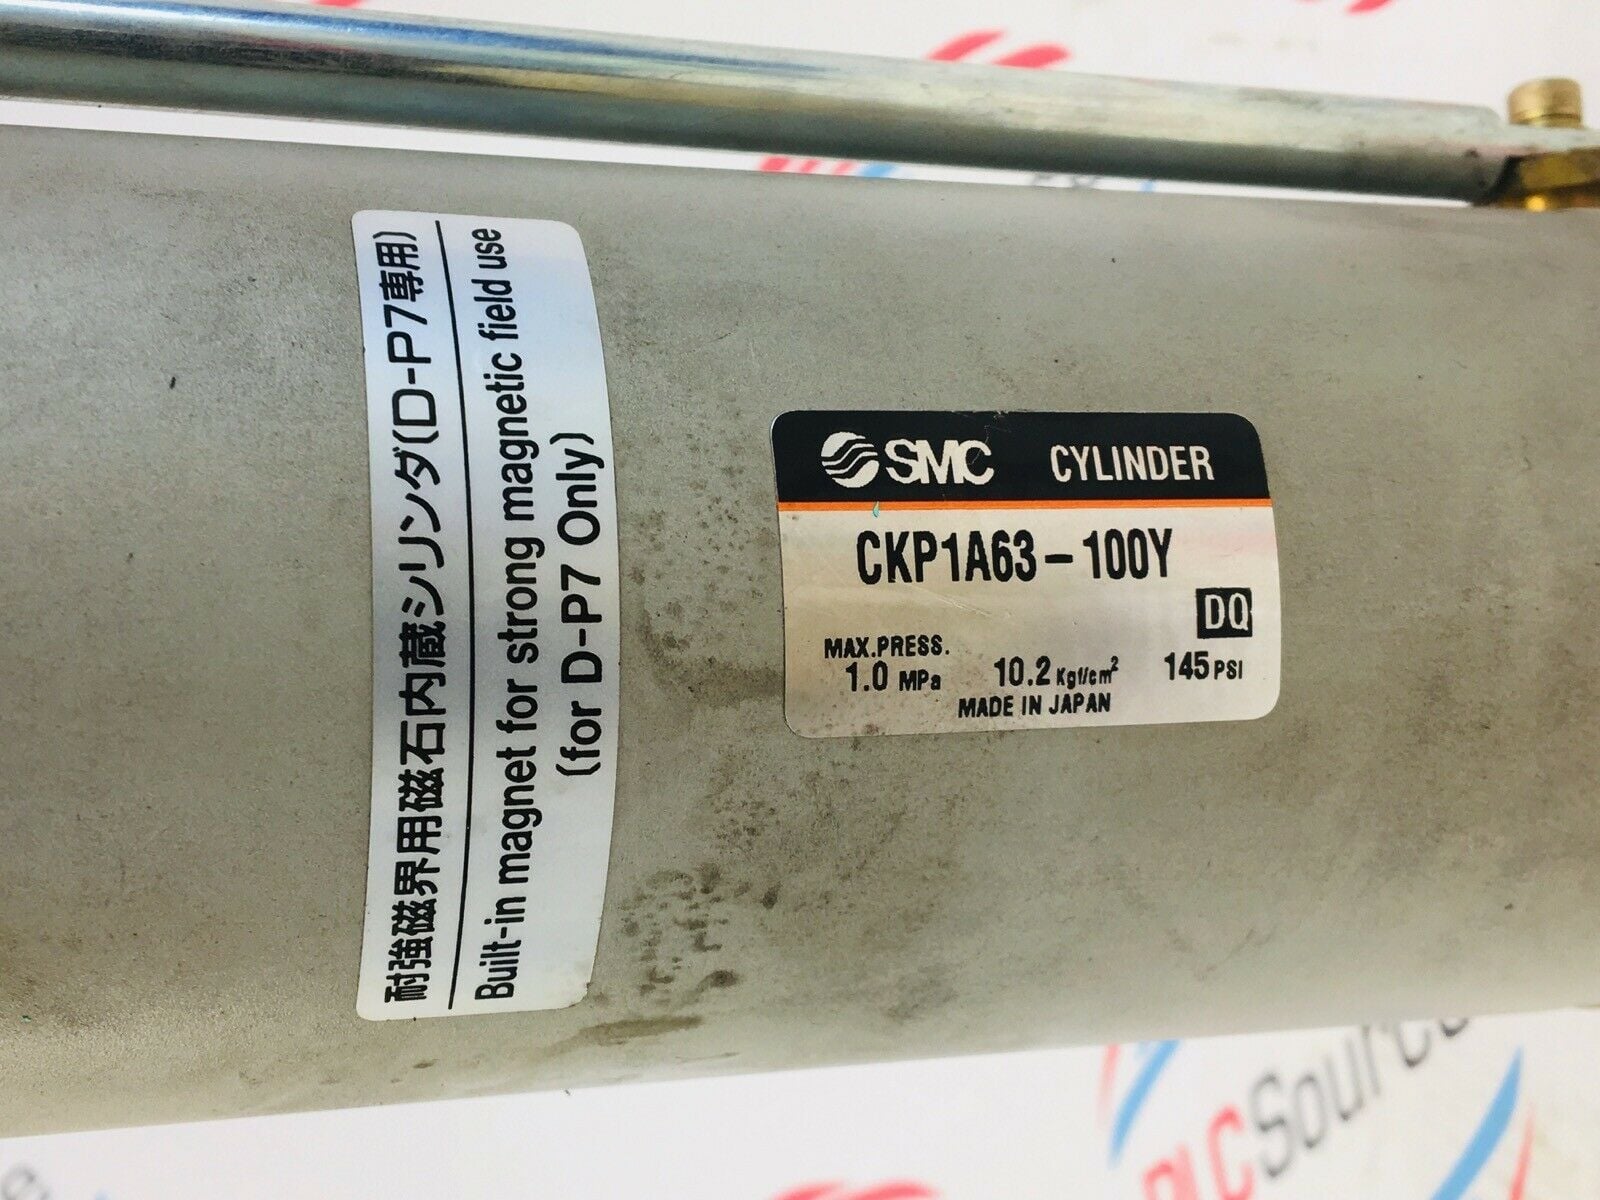 耐強磁界用磁石内蔵シリンダ(D-P7専用)
Built-in magnet for strong magnetic field use
(for D-P7 Only)
SMC CYLINDER
CKP1A63-100Y
DQ
MAX.PRESS.
1.0 MPa 10.2 Kgf/cm² 145 PSI
MADE IN JAPAN
PLCSource